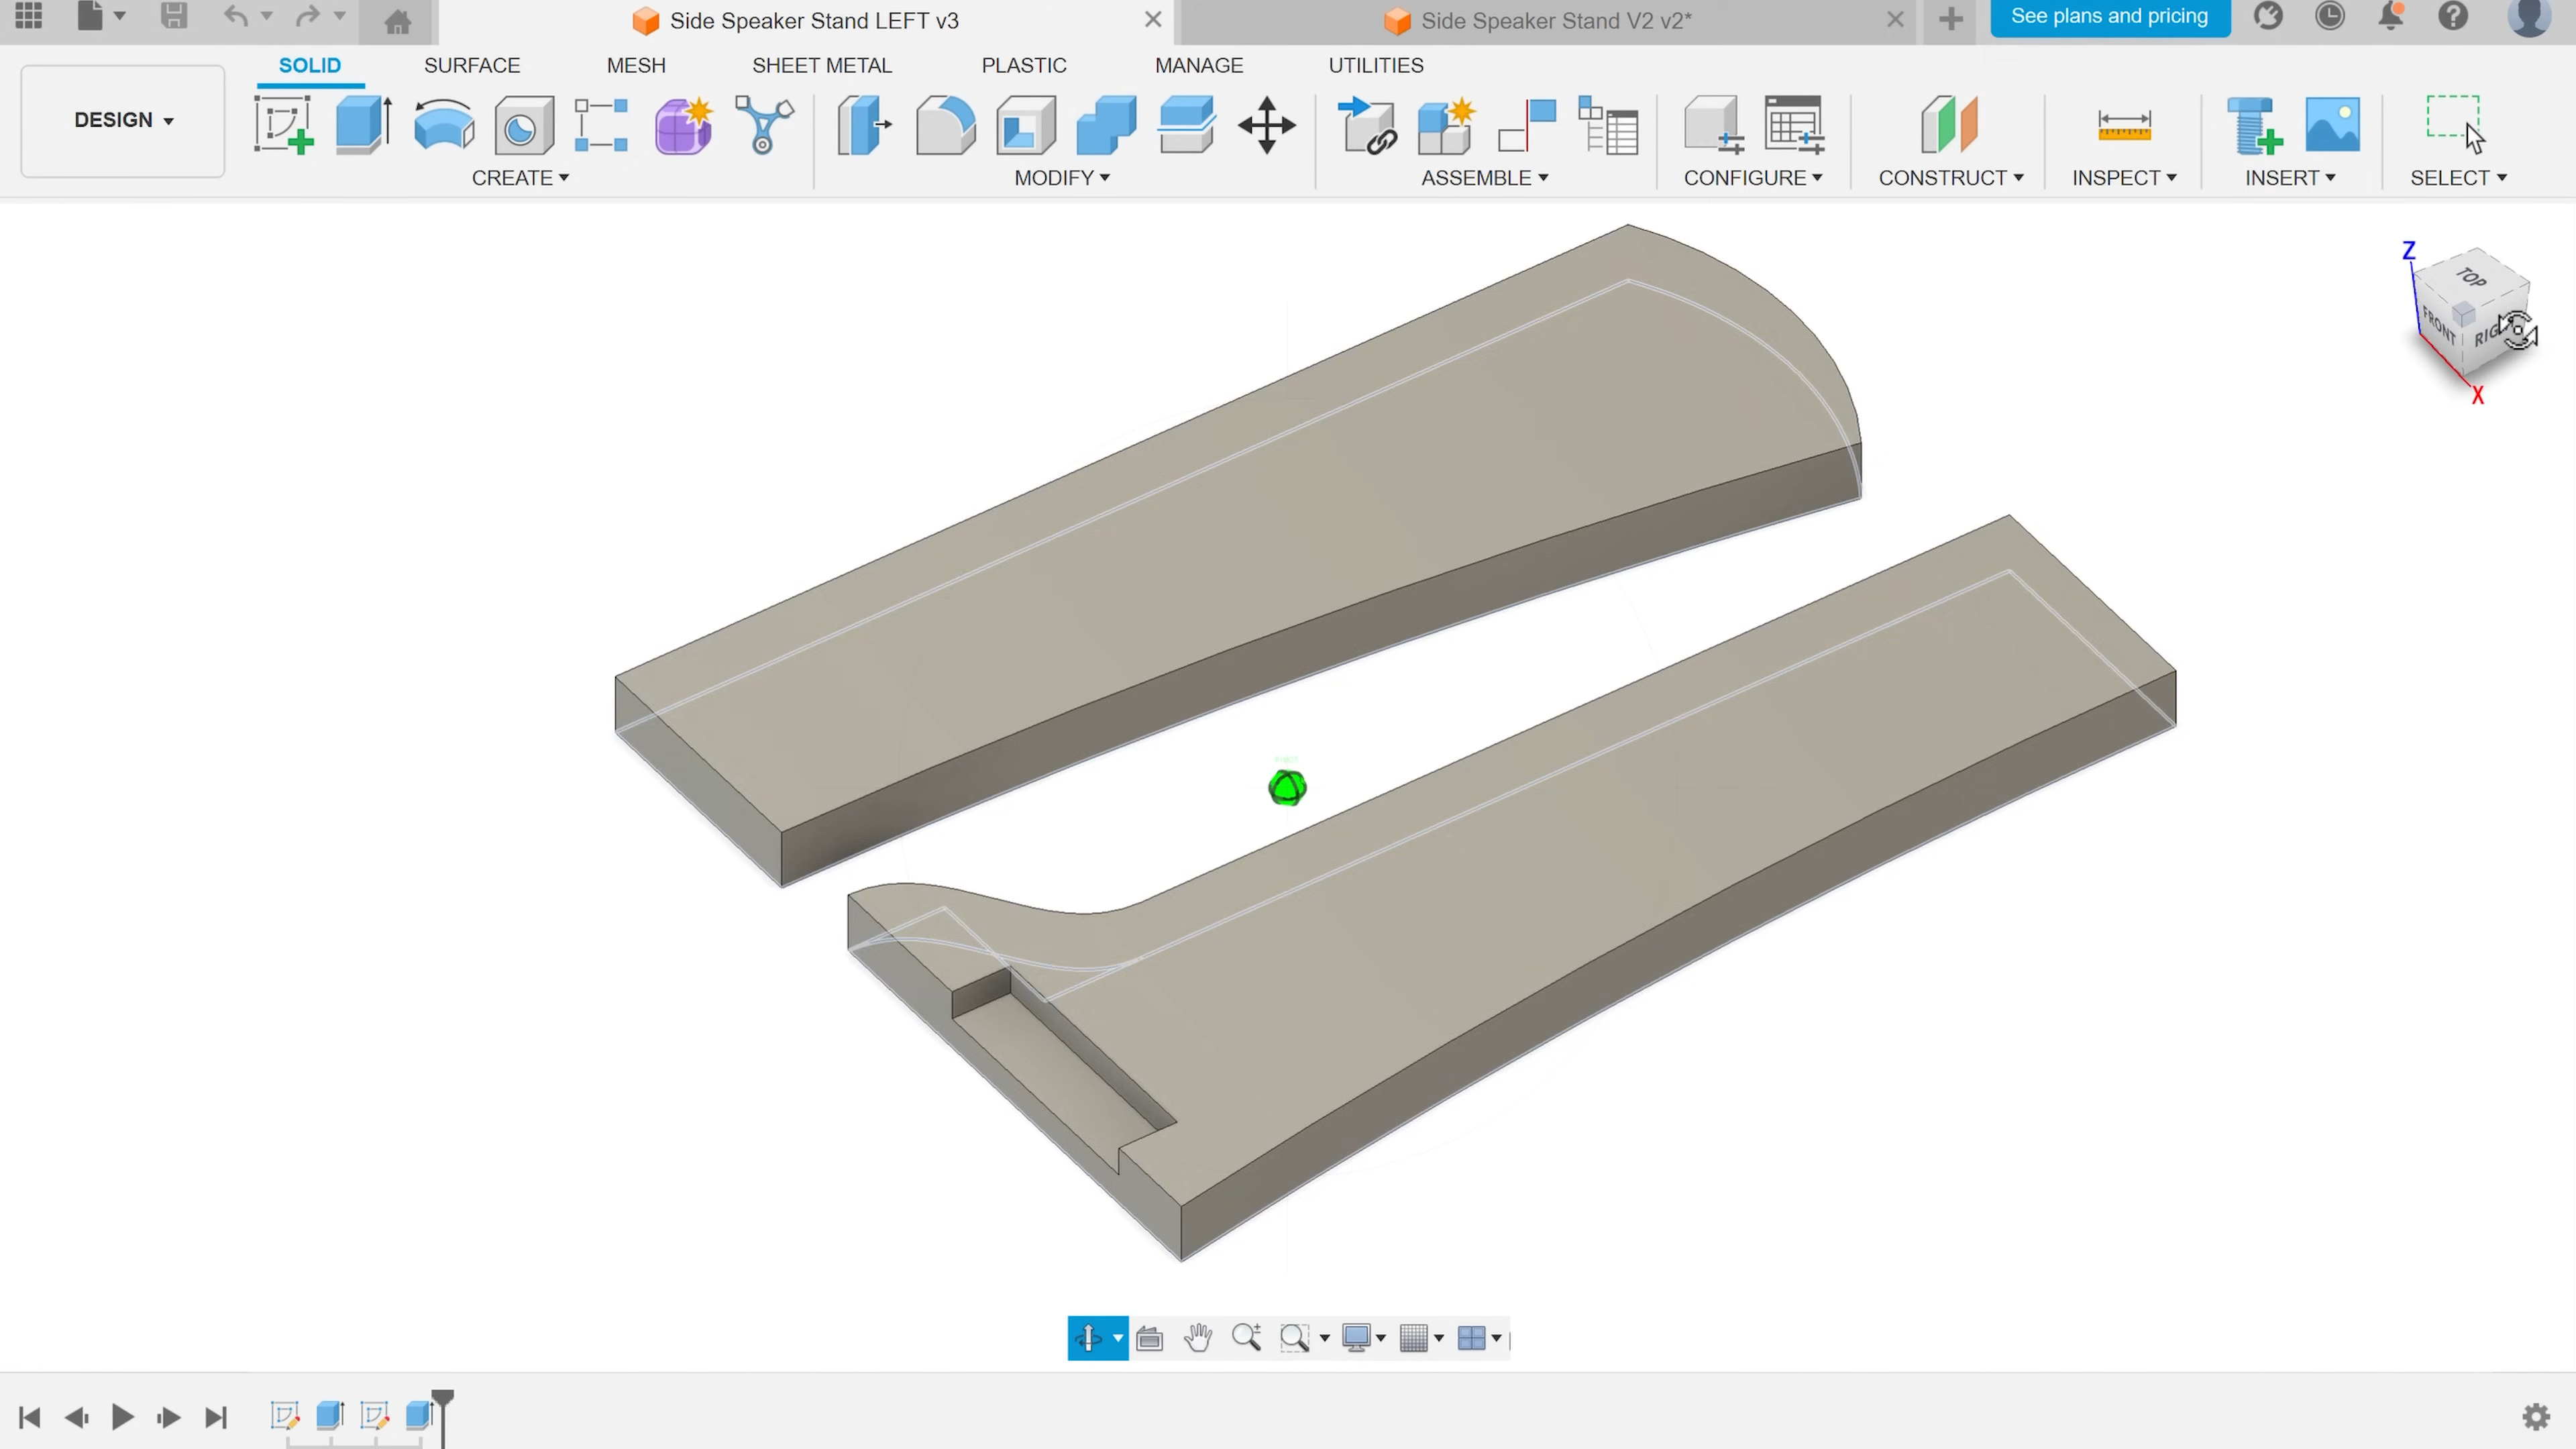 Side Speaker Stand LEFT v3
Side Speaker Stand V2 v2*
See plans and pricing
DESIGN
SOLID
SURFACE
MESH
SHEET METAL
PLASTIC
MANAGE
UTILITIES
CREATE
MODIFY
ASSEMBLE
CONFIGURE
CONSTRUCT
INSPECT
INSERT
SELECT
Z
TOP
FRONT
X